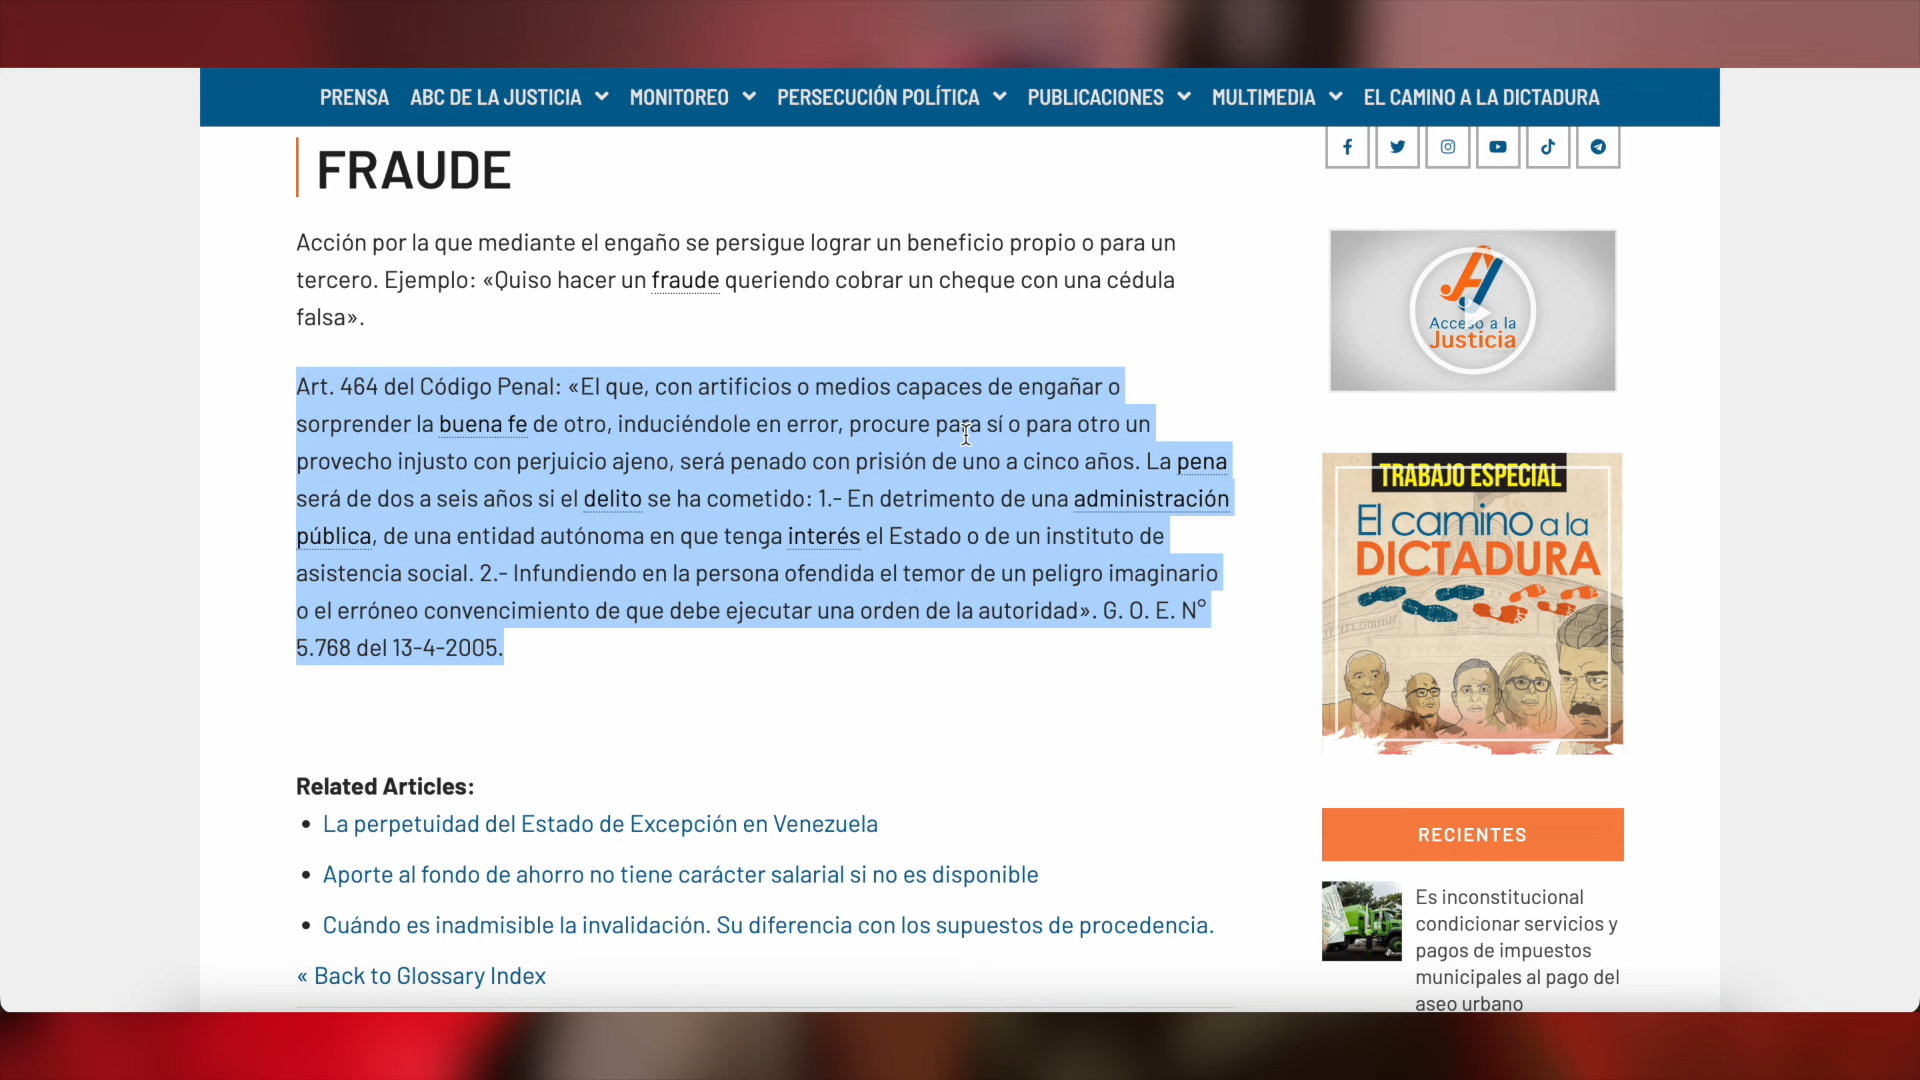 PRENSA ABC DE LA JUSTICIA MONITOREO PERSECUCIÓN POLÍTICA PUBLICACIONES MULTIMEDIA EL CAMINO A LA DICTADURA
FRAUDE
Acción por la que mediante el engaño se persigue lograr un beneficio propio o para un
tercero. Ejemplo: «Quiso hacer un fraude queriendo cobrar un cheque con una cédula
falsa».
Art. 464 del Código Penal: «El que, con artificios o medios capaces de engañar o
sorprender la buena fe de otro, induciéndole en error, procure para sí o para otro un
provecho injusto con perjuicio ajeno, será penado con prisión de uno a cinco años. La pena
será de dos a seis años si el delito se ha cometido: 1.- En detrimento de una administración
pública, de una entidad autónoma en que tenga interés el Estado o de un instituto de
asistencia social. 2.- Infundiendo en la persona ofendida el temor de un peligro imaginario
o el erróneo convencimiento de que debe ejecutar una orden de la autoridad». G. O. E. N°
5.768 del 13-4-2005.
Related Articles:
La perpetuidad del Estado de Excepción en Venezuela
Aporte al fondo de ahorro no tiene carácter salarial si no es disponible
Cuándo es inadmisible la invalidación. Su diferencia con los supuestos de procedencia.
« Back to Glossary Index
Acceso a la
Justicia
TRABAJO ESPECIAL
El camino a la
DICTADURA
RECIENTES
Es inconstitucional
condicionar servicios y
pagos de impuestos
municipales al pago del
aseo urbano